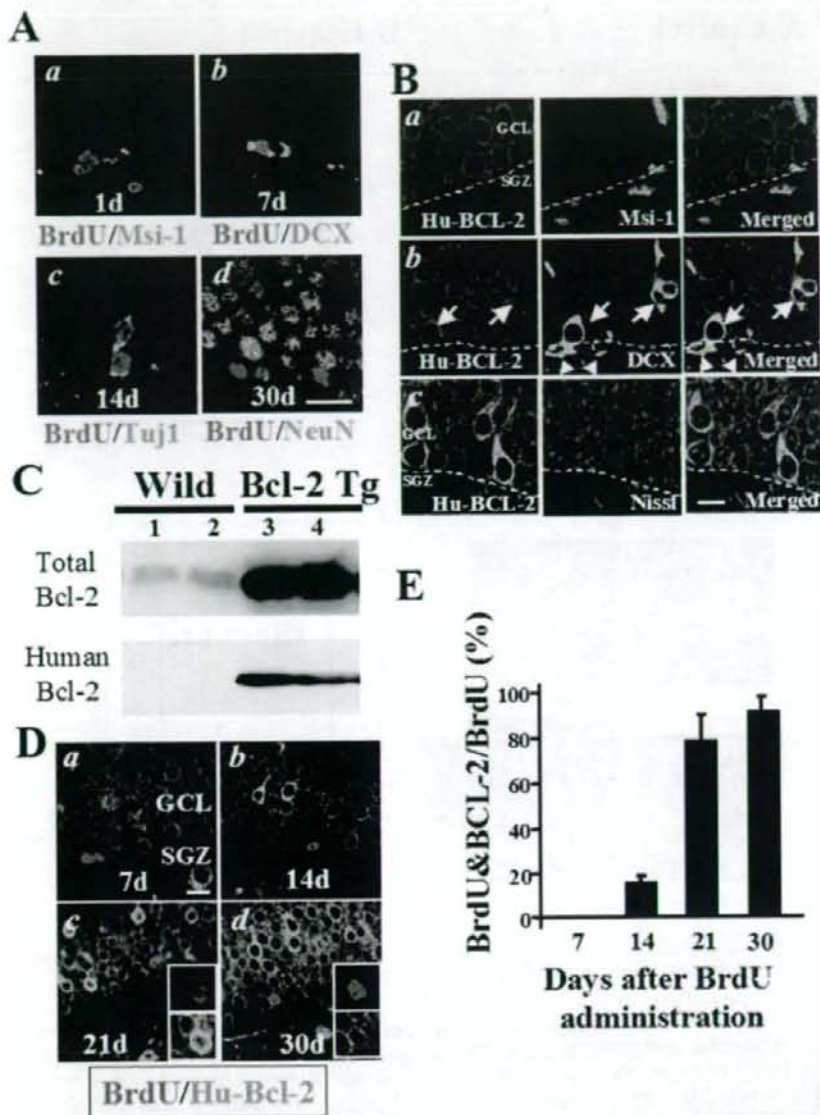 A
a
b
1d
7d
BrdU/Msi-1
BrdU/DCX
c
d
14d
30d
BrdU/Tuj1
BrdU/NeuN
B
a
GCL
SGZ
Hu-BCL-2
Msi-1
Merged
b
Hu-BCL-2
DCX
Merged
c
GCL
SGZ
Hu-BCL-2
Nissl
Merged
C
Wild
Bcl-2 Tg
1
2
3
4
Total
Bcl-2
Human
Bcl-2
D
a
b
GCL
SGZ
7d
14d
c
d
21d
30d
BrdU/Hu-Bcl-2
E
BrdU&BCL-2/BrdU (%)
100
80
60
40
20
0
7
14
21
30
Days after BrdU
administration